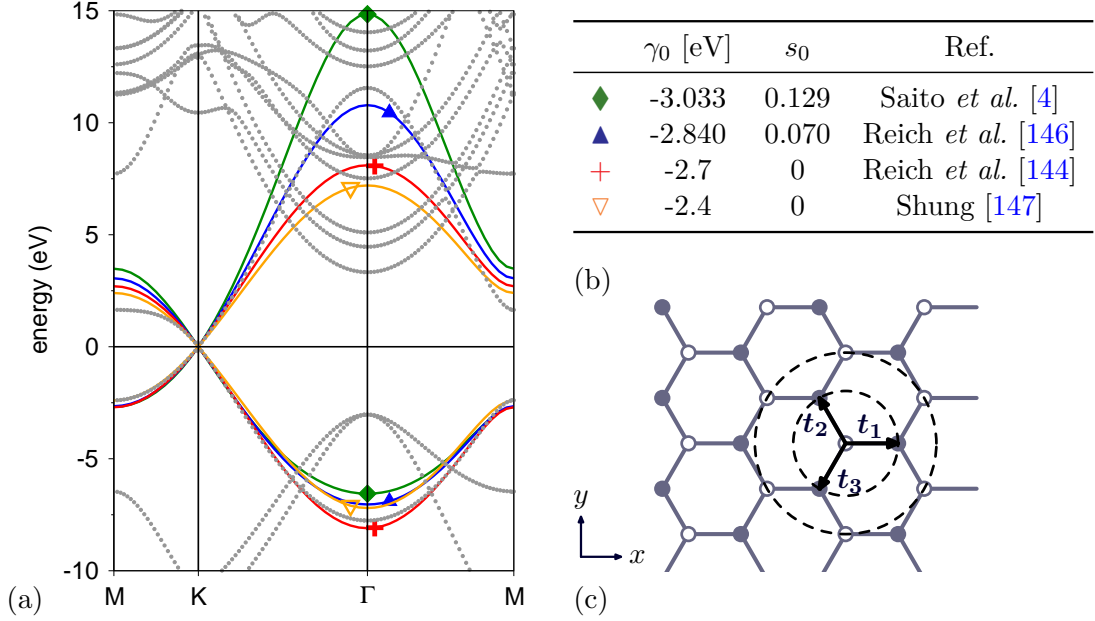 15
10
5
0
-5
-10
energy (eV)
M K Γ M
(a)
γ₀ [eV] s₀ Ref.
-3.033 0.129 Saito et al. [4]
-2.840 0.070 Reich et al. [146]
-2.7 0 Reich et al. [144]
-2.4 0 Shung [147]
(b)
t₂ t₁
t₃
y
x
(c)